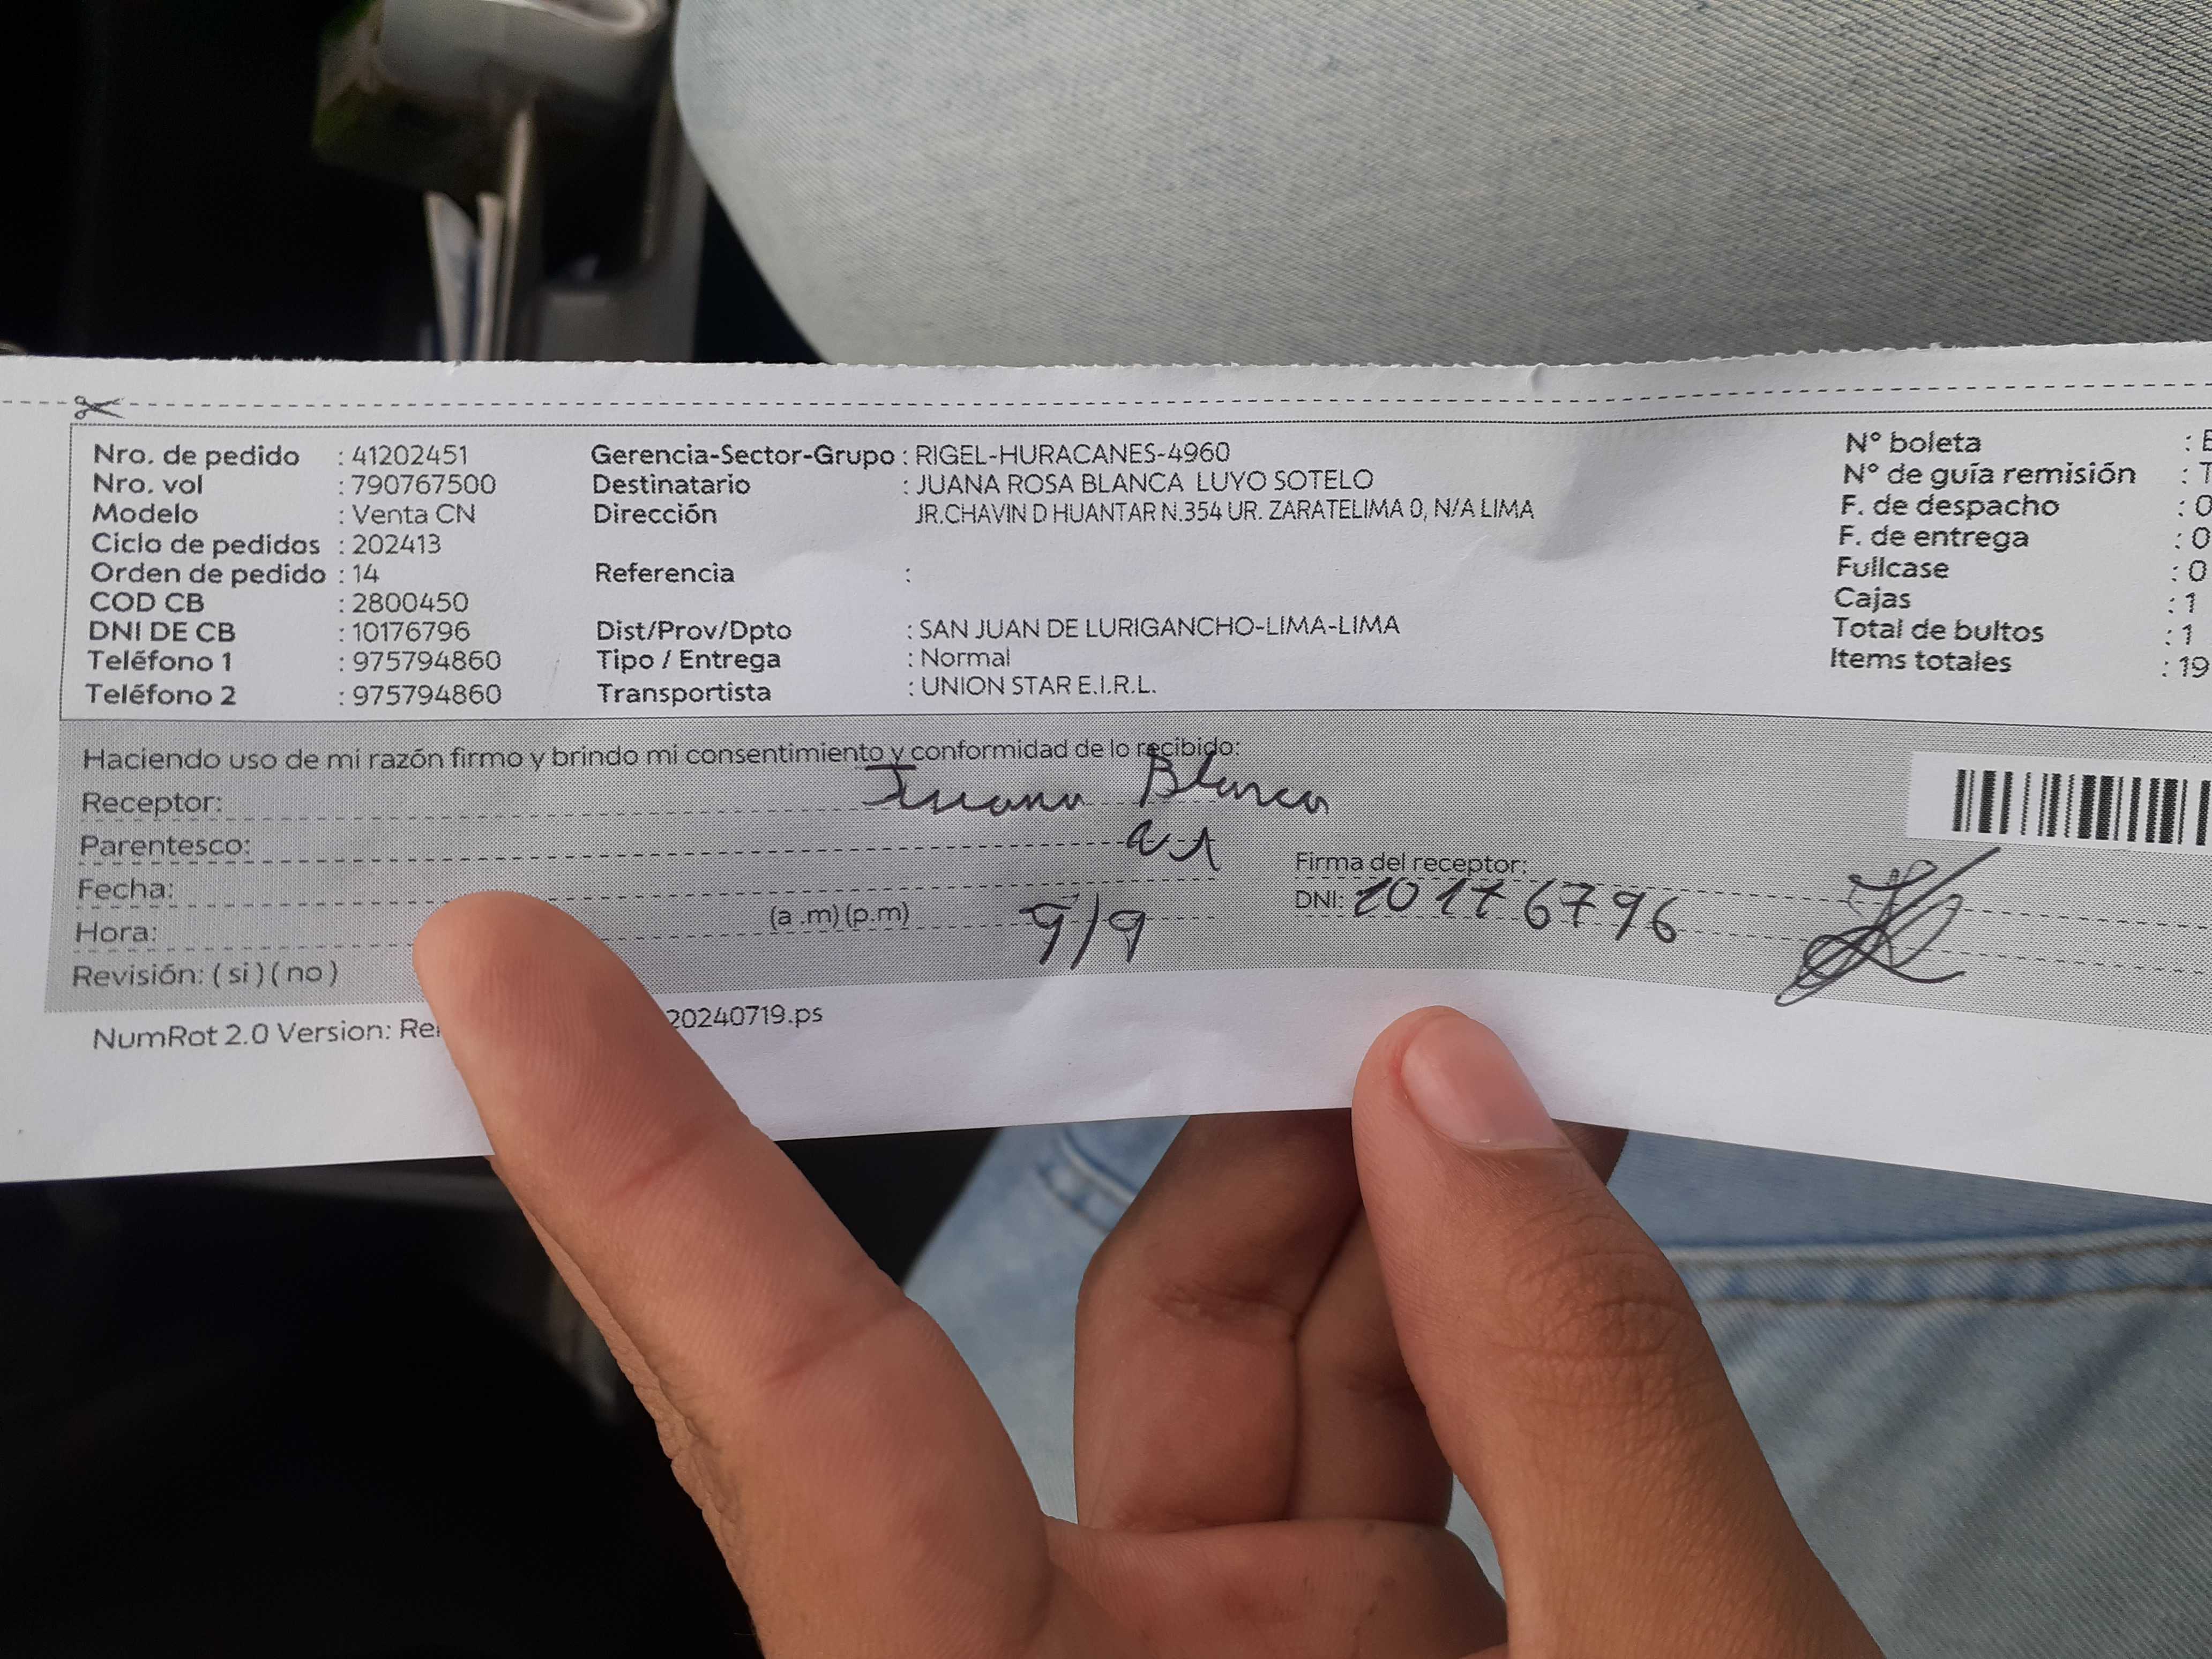 Nro. de pedido : 41202451 Gerencia-Sector-Grupo : RIGEL-HURACANES-4960 N° boleta :
Nro. vol : 790767500 Destinatario : JUANA ROSA BLANCA LUYO SOTELO N° de guía remisión : T
Modelo : Venta CN Dirección JR.CHAVIN D HUANTAR N.354 UR. ZARATELIMA 0, N/A LIMA F. de despacho : 0
Ciclo de pedidos : 202413 F. de entrega : 0
Orden de pedido : 14 Referencia : Fullcase : 0
COD CB : 2800450 Cajas : 1
DNI DE CB : 10176796 Dist/Prov/Dpto : SAN JUAN DE LURIGANCHO-LIMA-LIMA Total de bultos : 1
Teléfono 1 : 975794860 Tipo / Entrega : Normal Items totales : 19
Teléfono 2 : 975794860 Transportista : UNION STAR E.I.R.L.
Haciendo uso de mi razón firmo y brindo mi consentimiento y conformidad de lo recibido:
Receptor: Juana Blanca
Parentesco:
Fecha: Firma del receptor:
Hora: (a .m) (p.m) 9/9 DNI: 10176796
Revisión: ( si ) ( no )
NumRot 2.0 Version: 20240719.ps